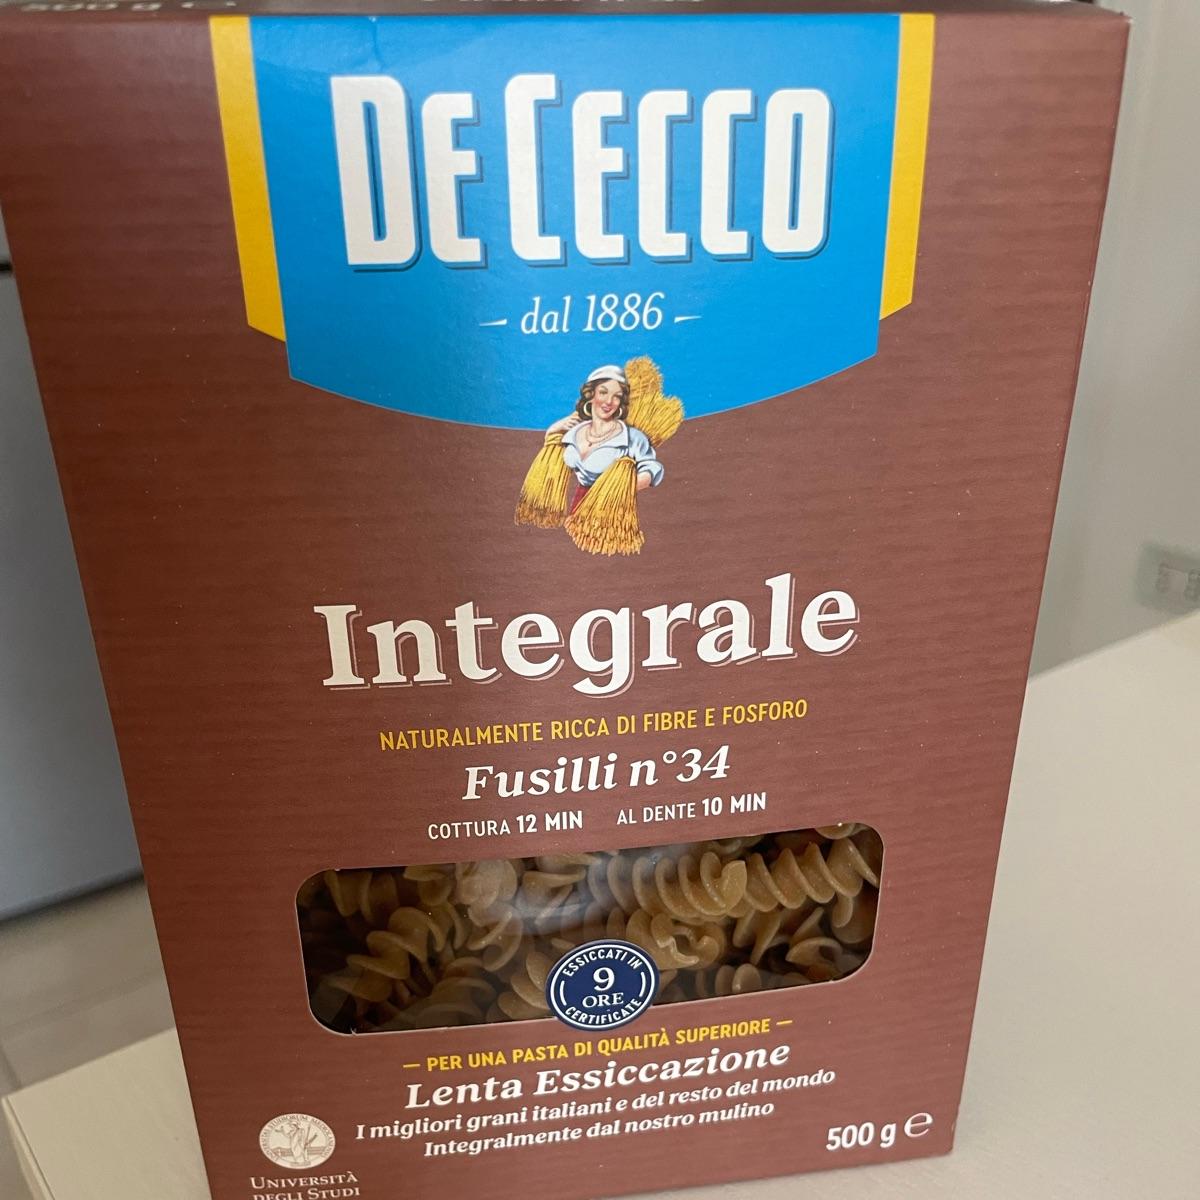 DE CECCO
dal 1886
Integrale
NATURALMENTE RICCA DI FIBRE E FOSFORO
Fusilli n°34
COTTURA 12 MIN AL DENTE 10 MIN
ESSICCATI IN
9
ORE
CERTIFICATE
— PER UNA PASTA DI QUALITÀ SUPERIORE —
Lenta Essiccazione
I migliori grani italiani e del resto del mondo
Integralmente dal nostro mulino
500 g e
UNIVERSITÀ
DEGLI STUDI